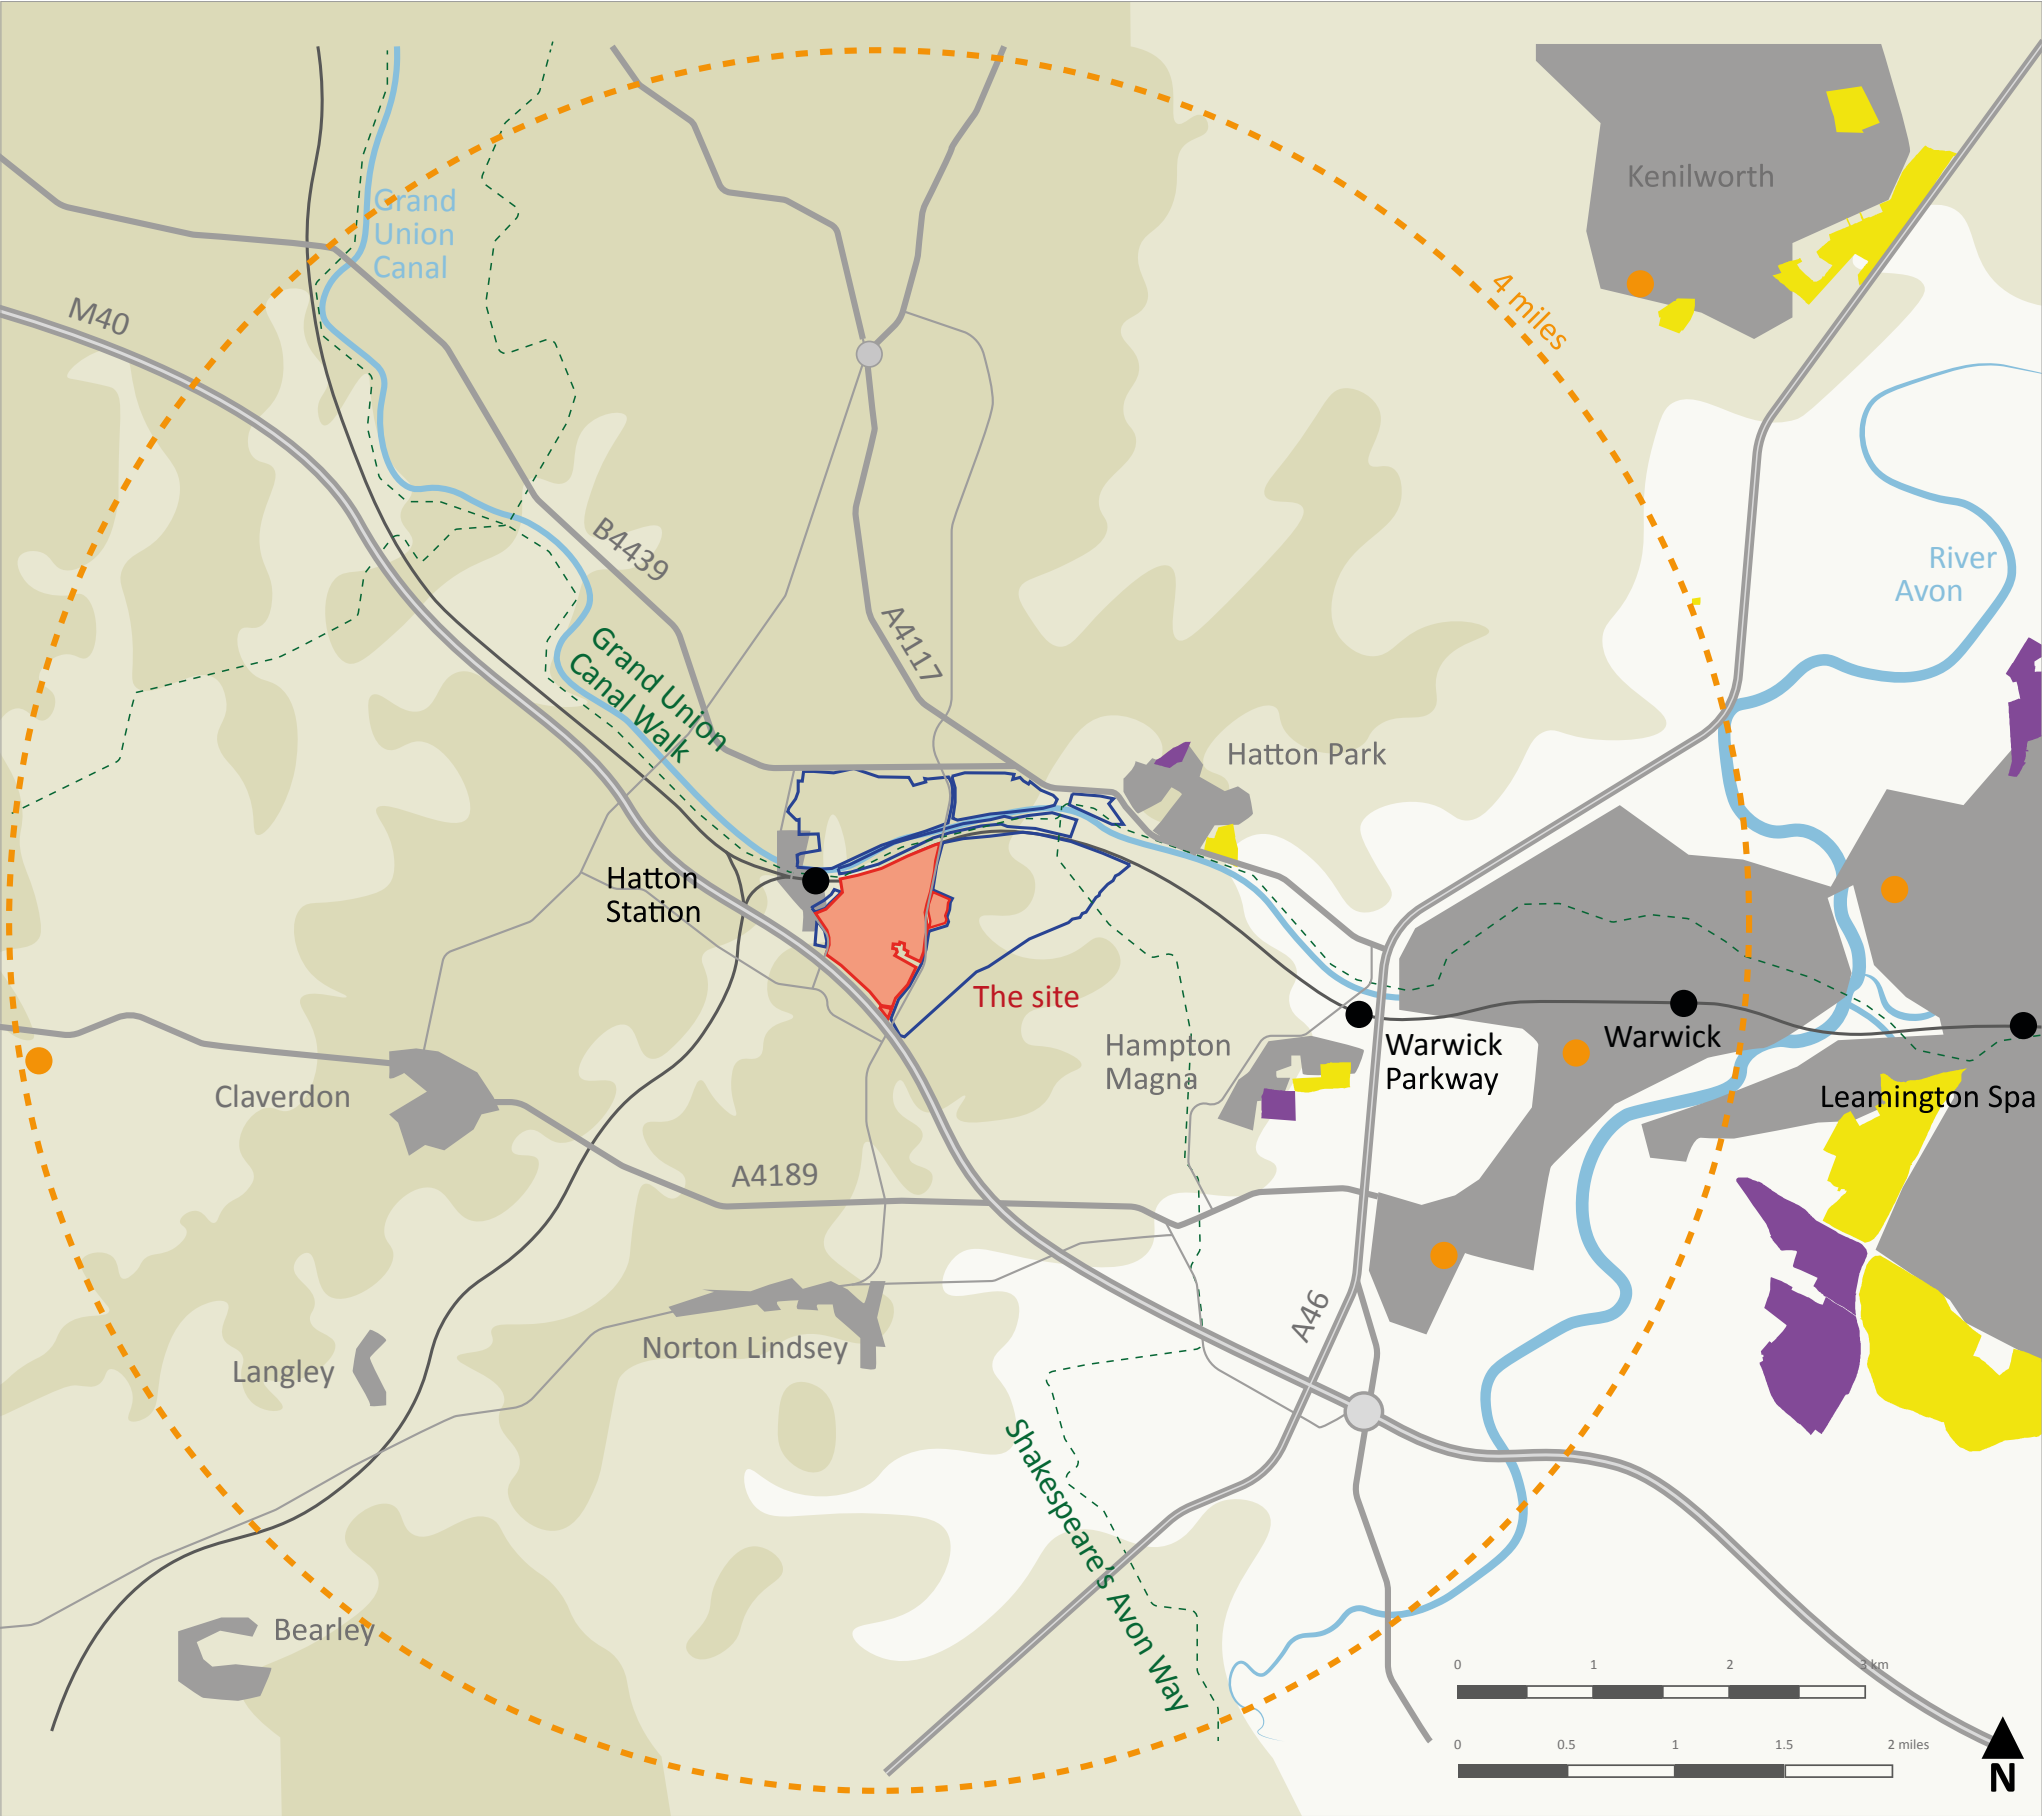 Kenilworth
Grand
Union
Canal
M40
4 miles
B4439
River
Avon
A4117
Grand Union
Canal Walk
Hatton Park
Hatton
Station
The site
Hampton
Magna
Warwick
Parkway
Warwick
Claverdon
Leamington Spa
A4189
A46
Norton Lindsey
Langley
Shakespeare's Avon Way
Bearley
0 1 2 3 km
0 0.5 1 1.5 2 miles
N